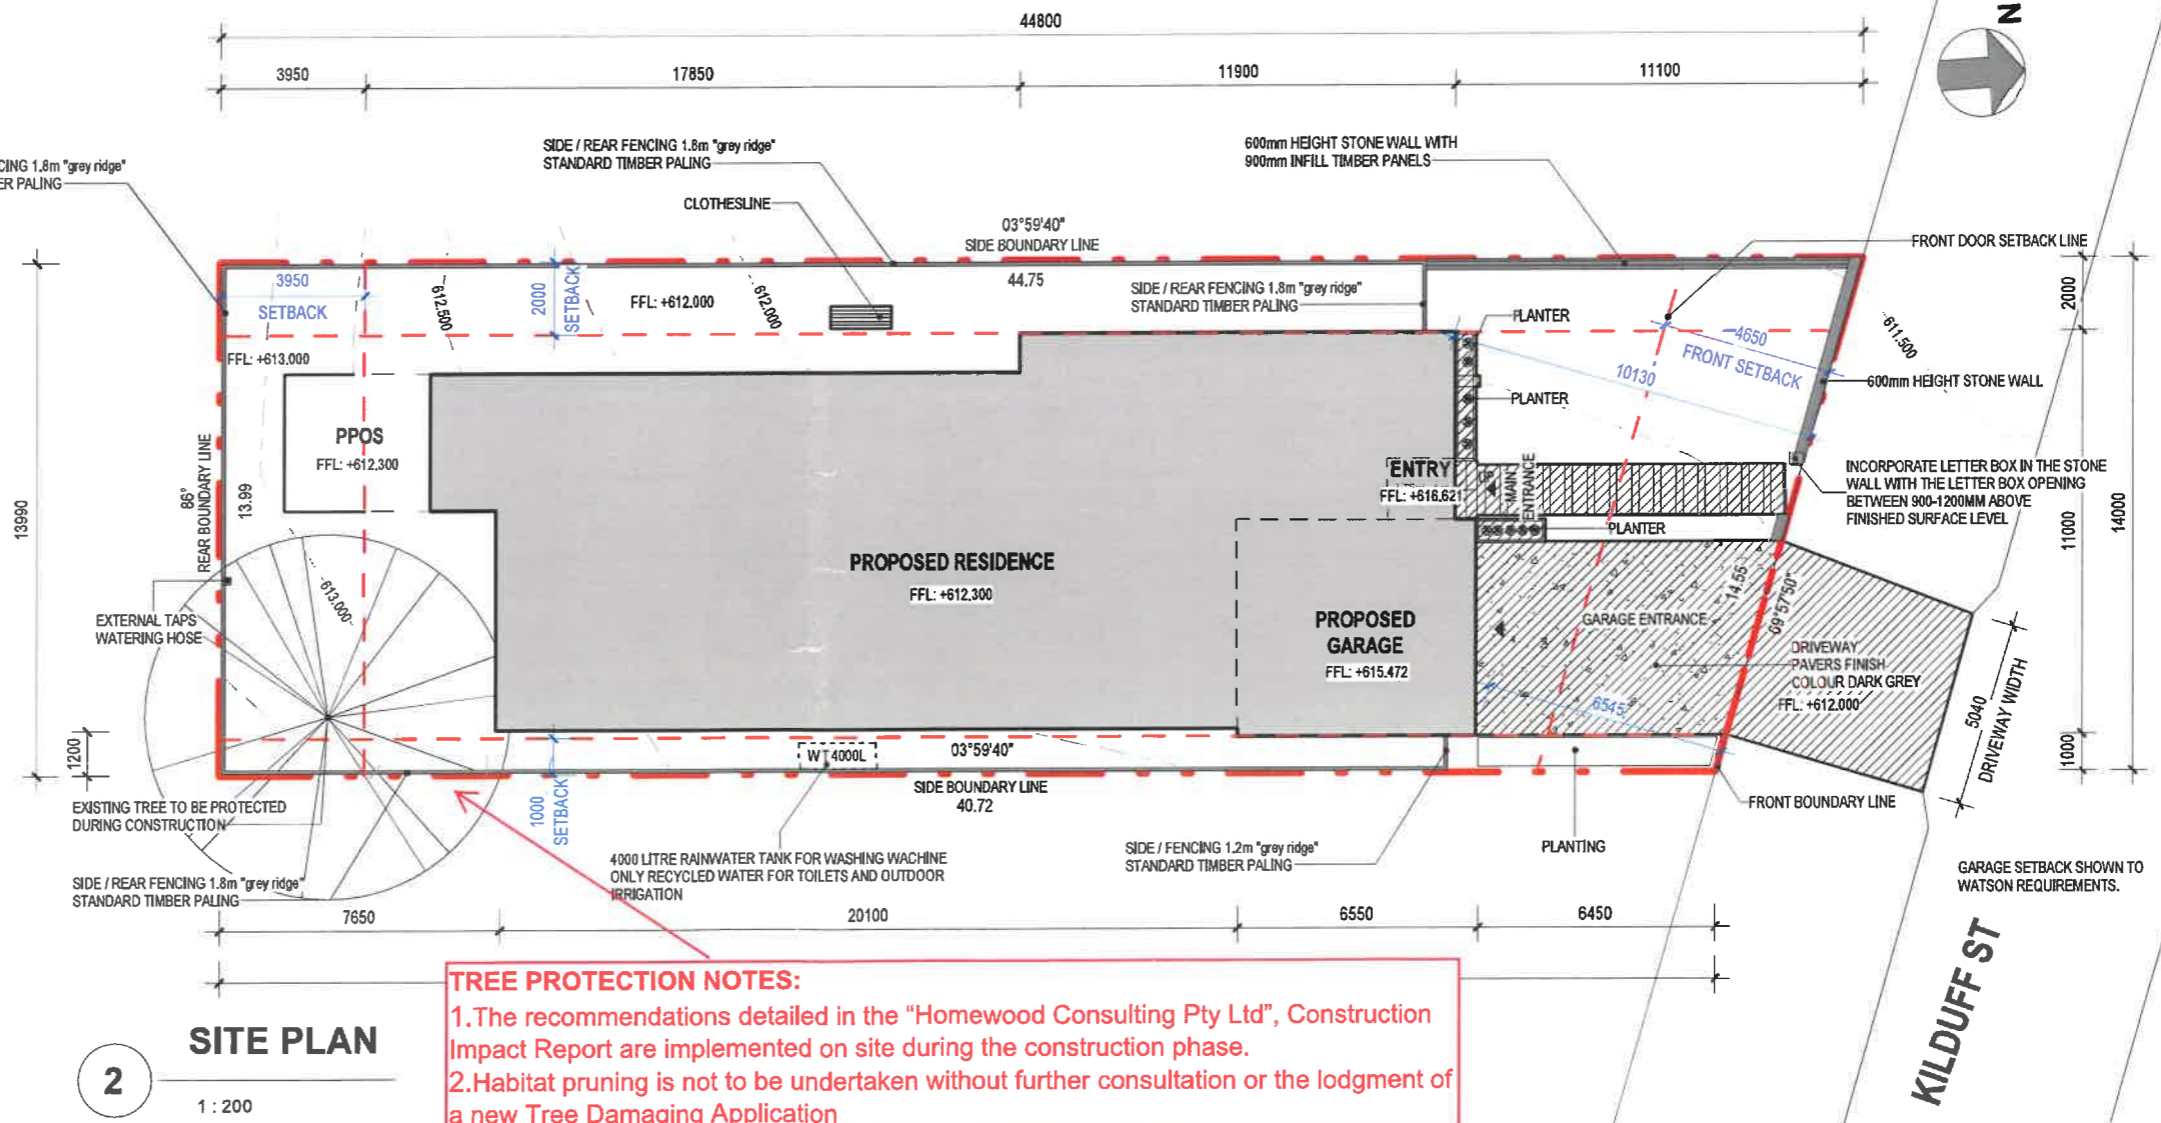 44800
N
3950
17850
11900
11100
CING 1.8m "grey ridge"
ER PALING
SIDE / REAR FENCING 1.8m "grey ridge"
STANDARD TIMBER PALING
600mm HEIGHT STONE WALL WITH
900mm INFILL TIMBER PANELS
CLOTHESLINE
03°59'40"
SIDE BOUNDARY LINE
FRONT DOOR SETBACK LINE
3950
SETBACK
612.500
2000
SETBACK
FFL: +612.000
612.000
44.75
SIDE / REAR FENCING 1.8m "grey ridge"
STANDARD TIMBER PALING
PLANTER
2000
611.500
4650
FRONT SETBACK
10130
FFL: +613.000
600mm HEIGHT STONE WALL
PLANTER
PPOS
FFL: +612.300
86°
REAR BOUNDARY LINE
13.99
13990
ENTRY
FFL: +616.621
UP
MAIN
ENTRANCE
INCORPORATE LETTER BOX IN THE STONE
WALL WITH THE LETTER BOX OPENING
BETWEEN 900-1200MM ABOVE
FINISHED SURFACE LEVEL
PLANTER
11000
14000
PROPOSED RESIDENCE
FFL: +612.300
613.000
EXTERNAL TAPS
WATERING HOSE
PROPOSED
GARAGE
FFL: +615.472
GARAGE ENTRANCE
14.55
69°57'50"
DRIVEWAY
PAVERS FINISH
COLOUR DARK GREY
FFL: +612.000
6545
5040
DRIVEWAY WIDTH
1200
WT 4000L
03°59'40"
1000
SIDE BOUNDARY LINE
40.72
1000
SETBACK
EXISTING TREE TO BE PROTECTED
DURING CONSTRUCTION
FRONT BOUNDARY LINE
4000 LITRE RAINWATER TANK FOR WASHING WACHINE
ONLY RECYCLED WATER FOR TOILETS AND OUTDOOR
IRRIGATION
SIDE / FENCING 1.2m "grey ridge"
STANDARD TIMBER PALING
PLANTING
GARAGE SETBACK SHOWN TO
WATSON REQUIREMENTS.
SIDE / REAR FENCING 1.8m "grey ridge"
STANDARD TIMBER PALING
7650
20100
6550
6450
KILDUFF ST
TREE PROTECTION NOTES:
1.The recommendations detailed in the “Homewood Consulting Pty Ltd”, Construction
Impact Report are implemented on site during the construction phase.
2.Habitat pruning is not to be undertaken without further consultation or the lodgment of
a new Tree Damaging Application
2
SITE PLAN
1 : 200